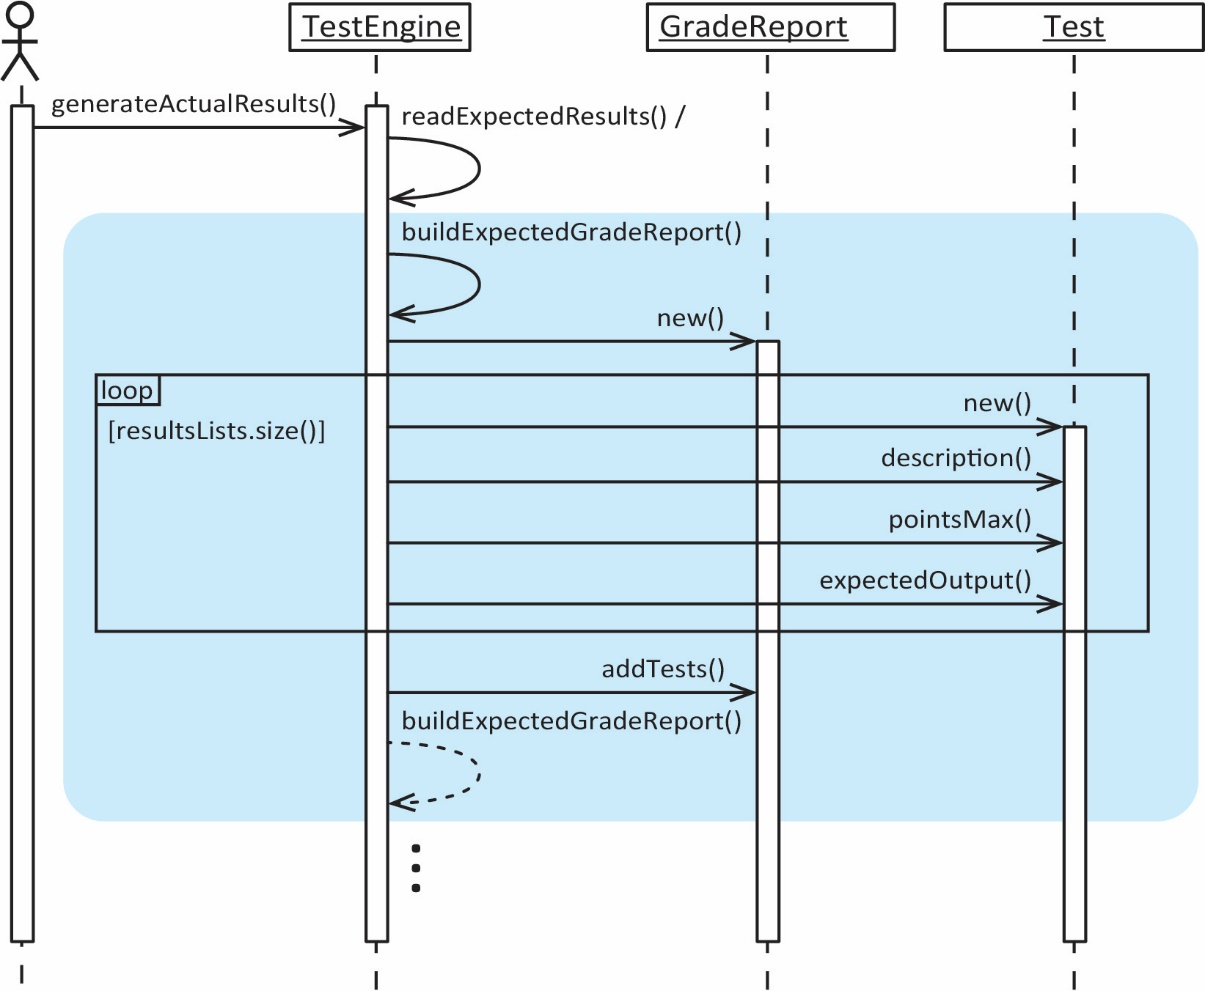 TestEngine
GradeReport
Test
generateActualResults()
readExpectedResults() /
buildExpectedGradeReport()
new()
loop
[resultsLists.size()]
new()
description()
pointsMax()
expectedOutput()
addTests()
buildExpectedGradeReport()